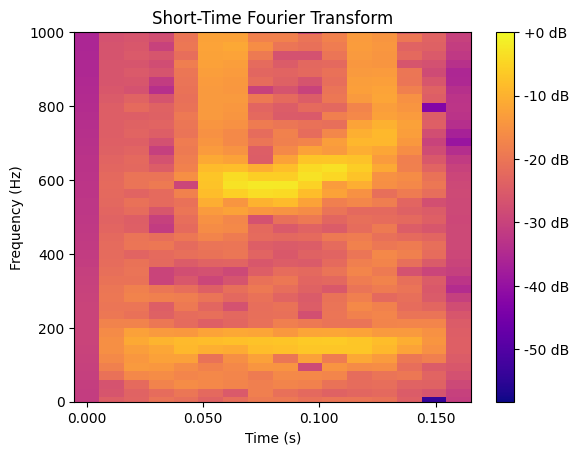 Short-Time Fourier Transform
1000
800
600
400
200
0
Frequency (Hz)
0.000
0.050
0.100
0.150
Time (s)
+0 dB
-10 dB
-20 dB
-30 dB
-40 dB
-50 dB